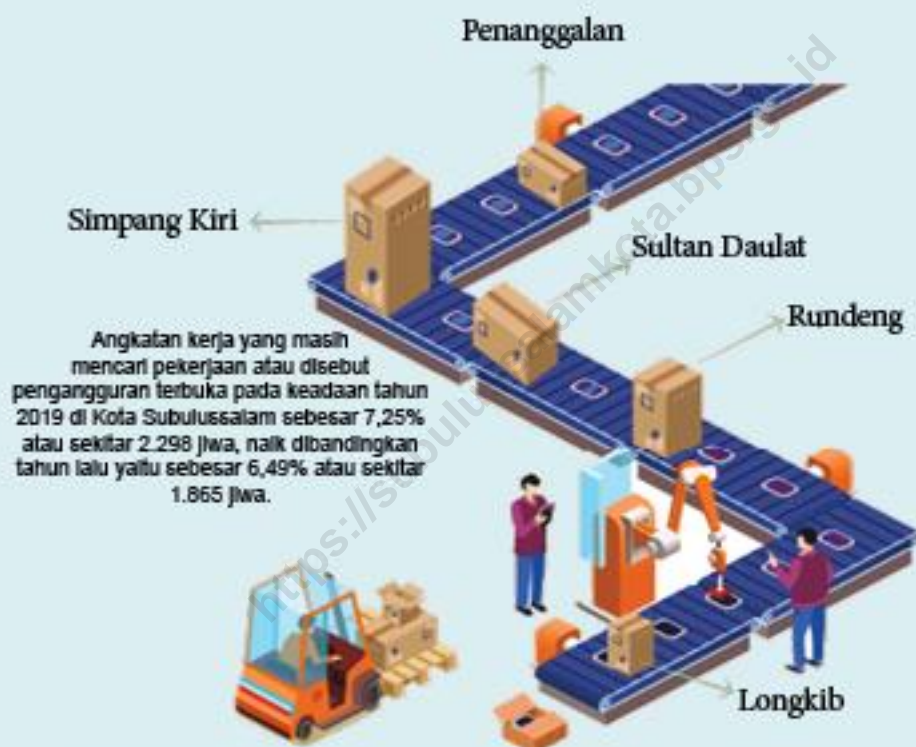 Penanggalan
Simpang Kiri
Sultan Daulat
Rundeng
Angkatan kerja yang masih
mencari pekerjaan atau disebut
pengangguran terbuka pada keadaan tahun
2019 di Kota Subulussalam sebesar 7,25%
atau sekitar 2.298 jiwa, naik dibandingkan
tahun lalu yaitu sebesar 6,49% atau sekitar
1.865 jiwa.
Longkib